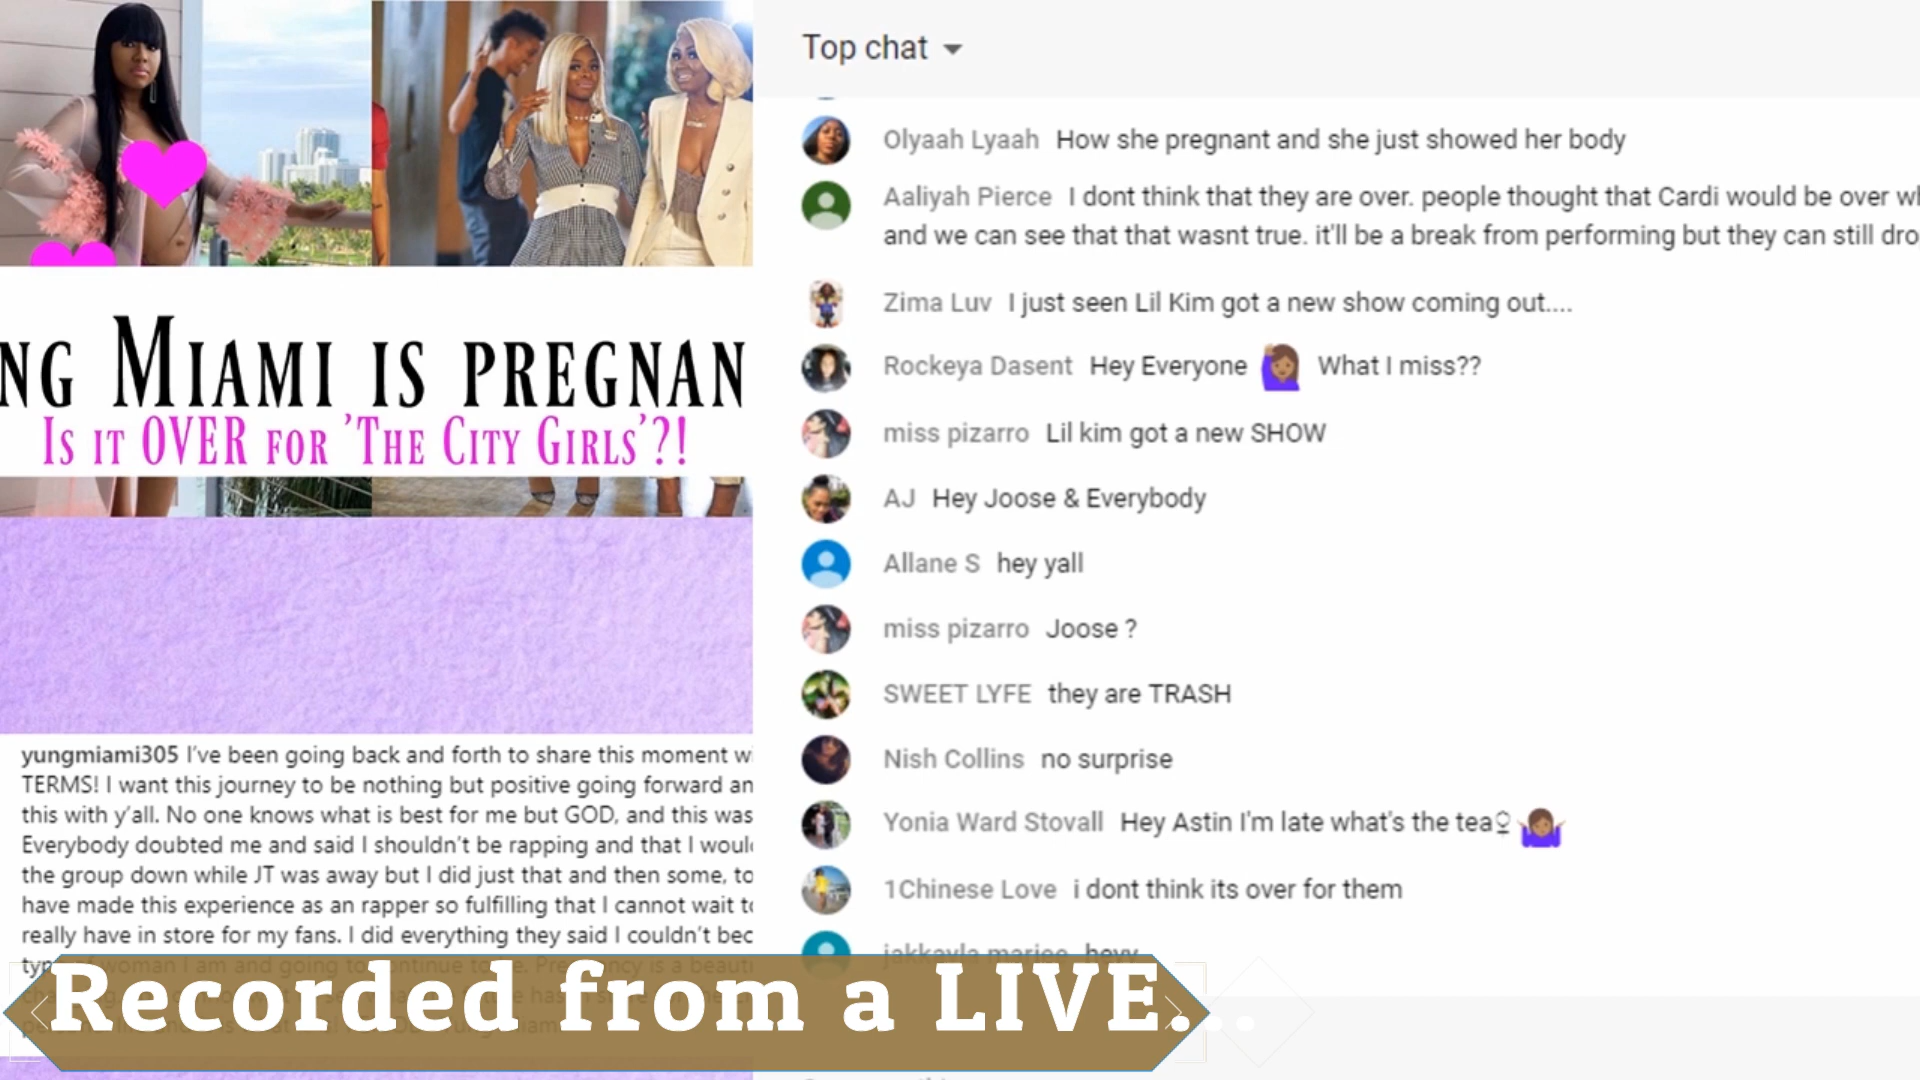 NG MIAMI IS PREGNAN
IS IT OVER FOR 'THE CITY GIRLS'?!
yungmiami305 I've been going back and forth to share this moment wi
TERMS! I want this journey to be nothing but positive going forward an
this with y'all. No one knows what is best for me but GOD, and this was
Everybody doubted me and said I shouldn't be rapping and that I woul
the group down while JT was away but I did just that and then some, to
have made this experience as an rapper so fulfilling that I cannot wait to
really have in store for my fans. I did everything they said I couldn't bec
woman I am and going to
Recorded from a LIVE...
Top chat
Olyaah Lyaah How she pregnant and she just showed her body
Aaliyah Pierce I dont think that they are over. people thought that Cardi would be over wh
and we can see that that wasnt true. it'll be a break from performing but they can still dro
Zima Luv I just seen Lil Kim got a new show coming out....
Rockeya Dasent Hey Everyone 🙋🏽‍♀️ What I miss??
miss pizarro Lil kim got a new SHOW
AJ Hey Joose & Everybody
Allane S hey yall
miss pizarro Joose ?
SWEET LYFE they are TRASH
Nish Collins no surprise
Yonia Ward Stovall Hey Astin I'm late what's the tea♀ 🤷🏽
1Chinese Love i dont think its over for them
jakkayla mariee heyy